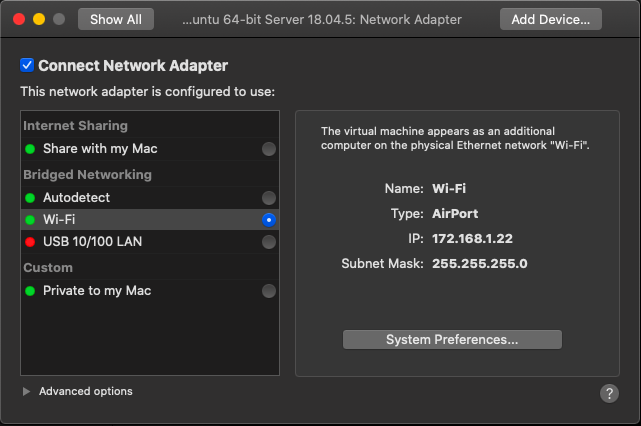 Show All
...untu 64-bit Server 18.04.5: Network Adapter
Add Device...
Connect Network Adapter
This network adapter is configured to use:
Internet Sharing
Share with my Mac
Bridged Networking
Autodetect
Wi-Fi
USB 10/100 LAN
Custom
Private to my Mac
The virtual machine appears as an additional
computer on the physical Ethernet network "Wi-Fi".
Name: Wi-Fi
Type: AirPort
IP: 172.168.1.22
Subnet Mask: 255.255.255.0
System Preferences...
Advanced options
?